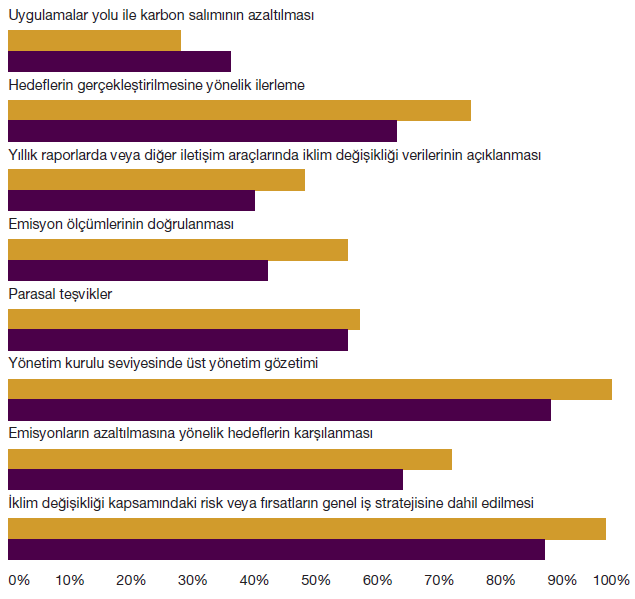 Uygulamalar yolu ile karbon salımının azaltılması
Hedeflerin gerçekleştirilmesine yönelik ilerleme
Yıllık raporlarda veya diğer iletişim araçlarında iklim değişikliği verilerinin açıklanması
Emisyon ölçümlerinin doğrulanması
Parasal teşvikler
Yönetim kurulu seviyesinde üst yönetim gözetimi
Emisyonların azaltılmasına yönelik hedeflerin karşılanması
İklim değişikliği kapsamındaki risk veya fırsatların genel iş stratejisine dahil edilmesi
0% 10% 20% 30% 40% 50% 60% 70% 80% 90% 100%